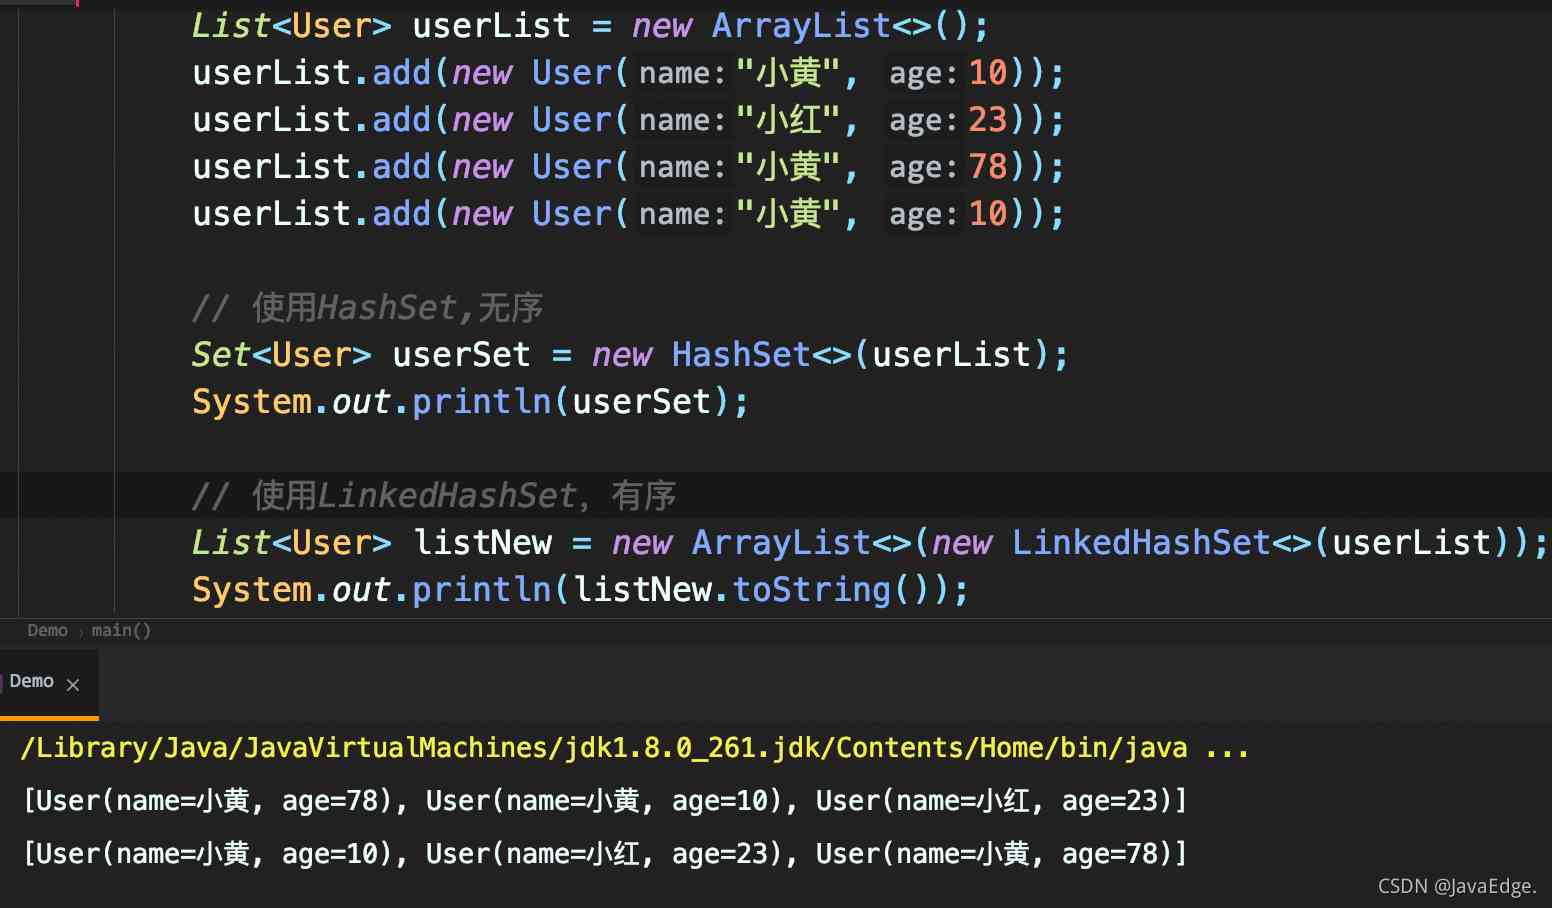 List<User> userList = new ArrayList<>();
userList.add(new User( name: "小黄", age: 10));
userList.add(new User( name: "小红", age: 23));
userList.add(new User( name: "小黄", age: 78));
userList.add(new User( name: "小黄", age: 10));
// 使用HashSet,无序
Set<User> userSet = new HashSet<>(userList);
System.out.println(userSet);
// 使用LinkedHashSet，有序
List<User> listNew = new ArrayList<>(new LinkedHashSet<>(userList));
System.out.println(listNew.toString());
Demo › main()
Demo ×
/Library/Java/JavaVirtualMachines/jdk1.8.0_261.jdk/Contents/Home/bin/java ...
[User(name=小黄, age=78), User(name=小黄, age=10), User(name=小红, age=23)]
[User(name=小黄, age=10), User(name=小红, age=23), User(name=小黄, age=78)]
CSDN @JavaEdge.